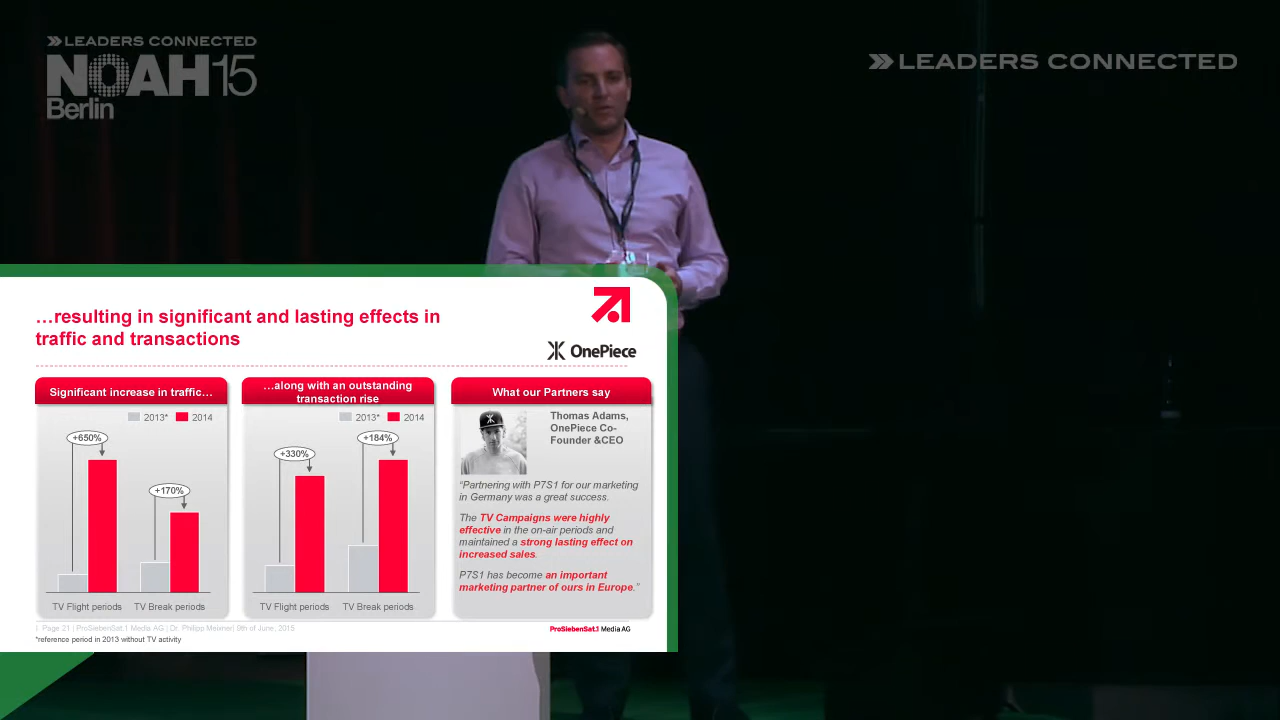 LEADERS CONNECTED
NOAH15
Berlin
LEADERS CONNECTED
…resulting in significant and lasting effects in
traffic and transactions
OnePiece
Significant increase in traffic…
2013* 2014
+650%
+170%
TV Flight periods TV Break periods
…along with an outstanding
transaction rise
2013* 2014
+330%
+184%
TV Flight periods TV Break periods
What our Partners say
Thomas Adams,
OnePiece Co-
Founder &CEO
“Partnering with P7S1 for our marketing
in Germany was a great success.
The TV Campaigns were highly
effective in the on-air periods and
maintained a strong lasting effect on
increased sales.
P7S1 has become an important
marketing partner of ours in Europe.”
| Page 21 | ProSiebenSat.1 Media AG | Dr. Philipp Meixner| 9th of June, 2015
*reference period in 2013 without TV activity
ProSiebenSat.1 Media AG